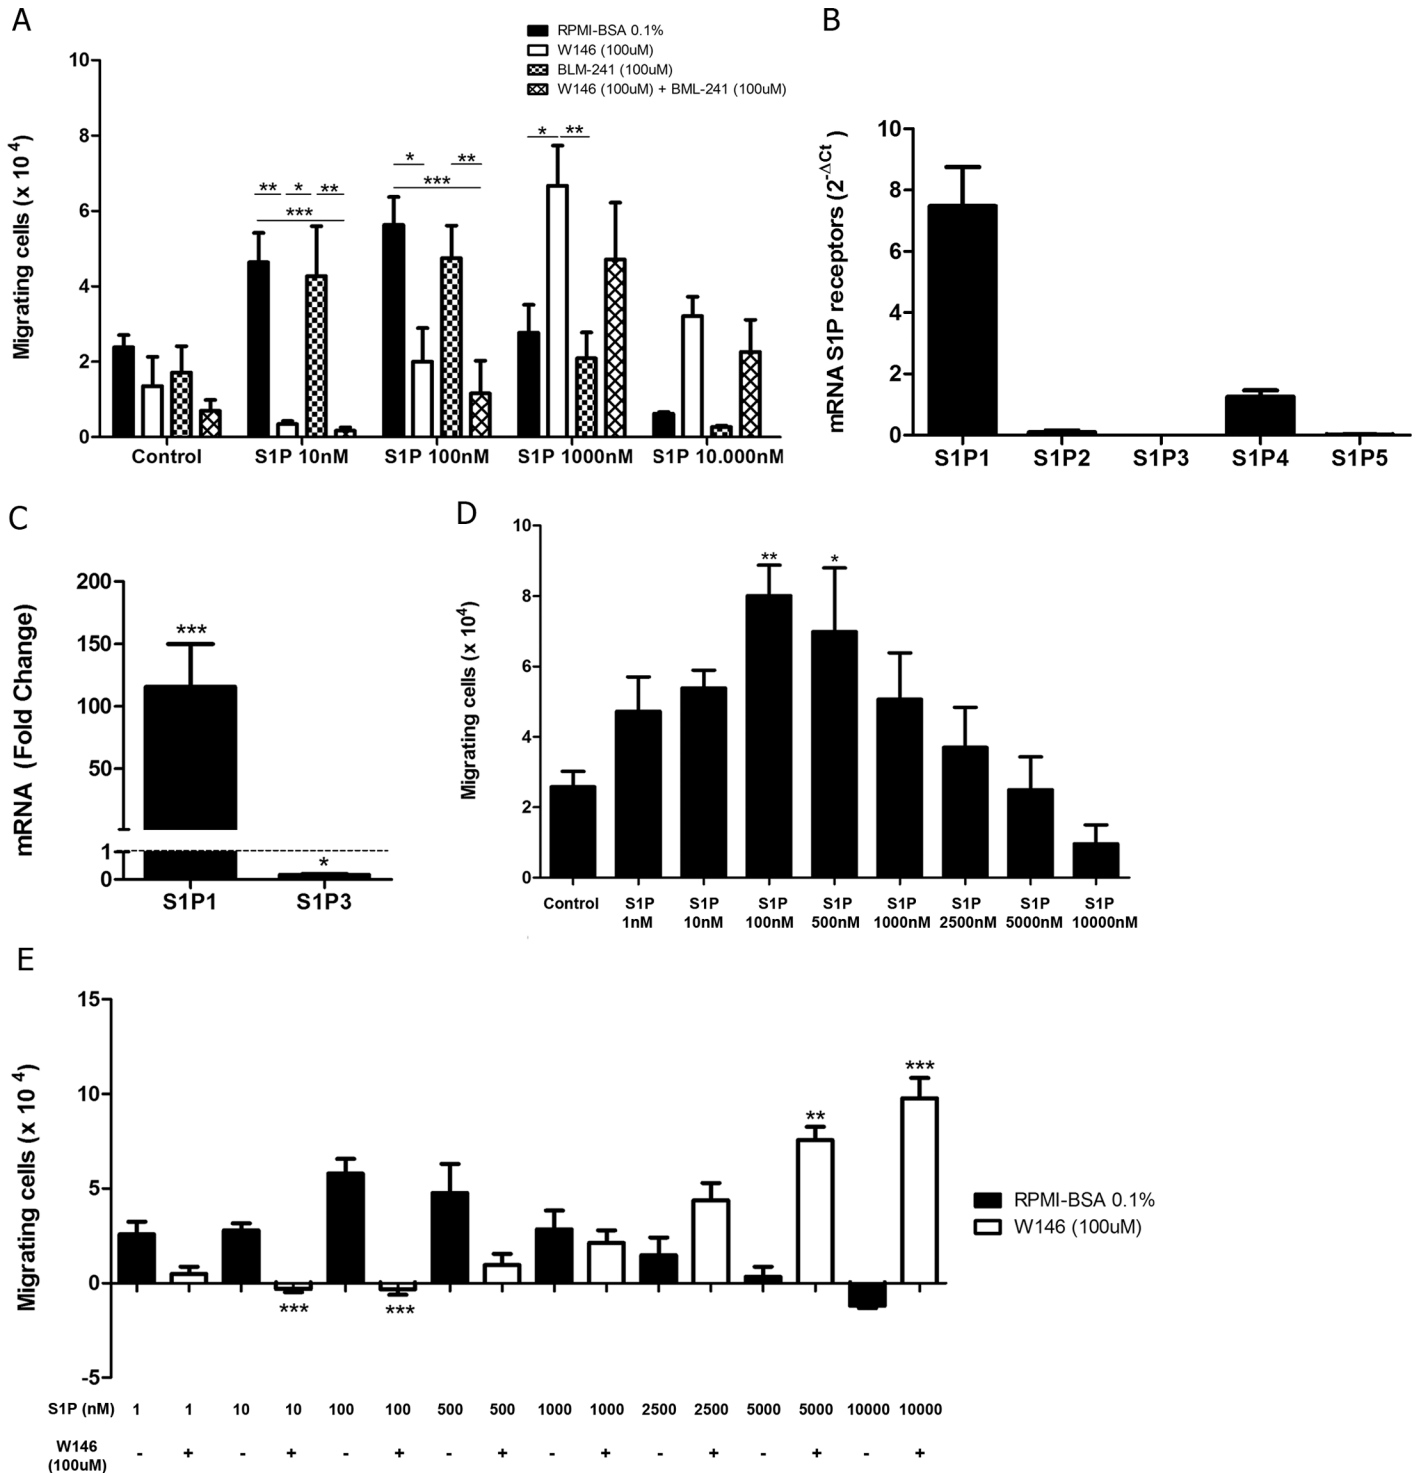 A
RPMI-BSA 0.1%
W146 (100uM)
BLM-241 (100uM)
W146 (100uM) + BML-241 (100uM)
Migrating cells (x 10 4)
10
8
6
4
2
0
* **
* **
***
** * **
***
Control S1P 10nM S1P 100nM S1P 1000nM S1P 10.000nM
B
mRNA S1P receptors (2-ΔCt )
10
8
6
4
2
0
S1P1 S1P2 S1P3 S1P4 S1P5
C
mRNA (Fold Change)
200
150
100
50
1
0
***
*
S1P1 S1P3
D
Migrating cells (x 104)
10
8
6
4
2
0
** *
Control S1P S1P S1P S1P S1P S1P S1P S1P
1nM 10nM 100nM 500nM 1000nM 2500nM 5000nM 10000nM
E
Migrating cells (x 10 4)
15
10
5
0
-5
***
**
*** ***
RPMI-BSA 0.1%
W146 (100uM)
S1P (nM) 1 1 10 10 100 100 500 500 1000 1000 2500 2500 5000 5000 10000 10000
W146
(100uM) - + - + - + - + - + - + - + - +